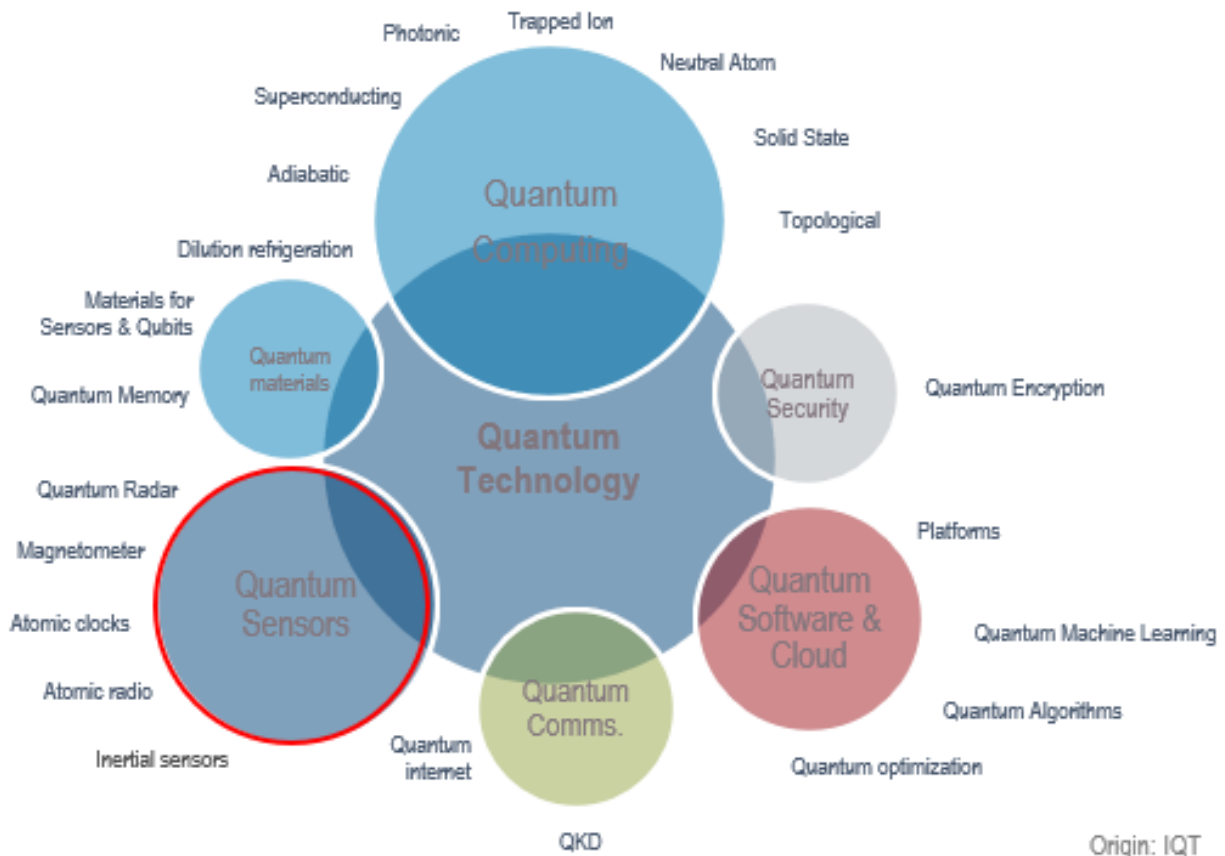 Trapped Ion
Photonic
Neutral Atom
Superconducting
Solid State
Adiabatic
Quantum
Computing
Topological
Dilution refrigeration
Materials for
Sensors & Qubits
Quantum
materials
Quantum Memory
Quantum
Security
Quantum Encryption
Quantum
Technology
Quantum Radar
Magnetometer
Atomic clocks
Atomic radio
Inertial sensors
Quantum
Sensors
Platforms
Quantum
Software &
Cloud
Quantum Machine Learning
Quantum Algorithms
Quantum optimization
Quantum
Comms.
Quantum
internet
QKD
Origin: IQT